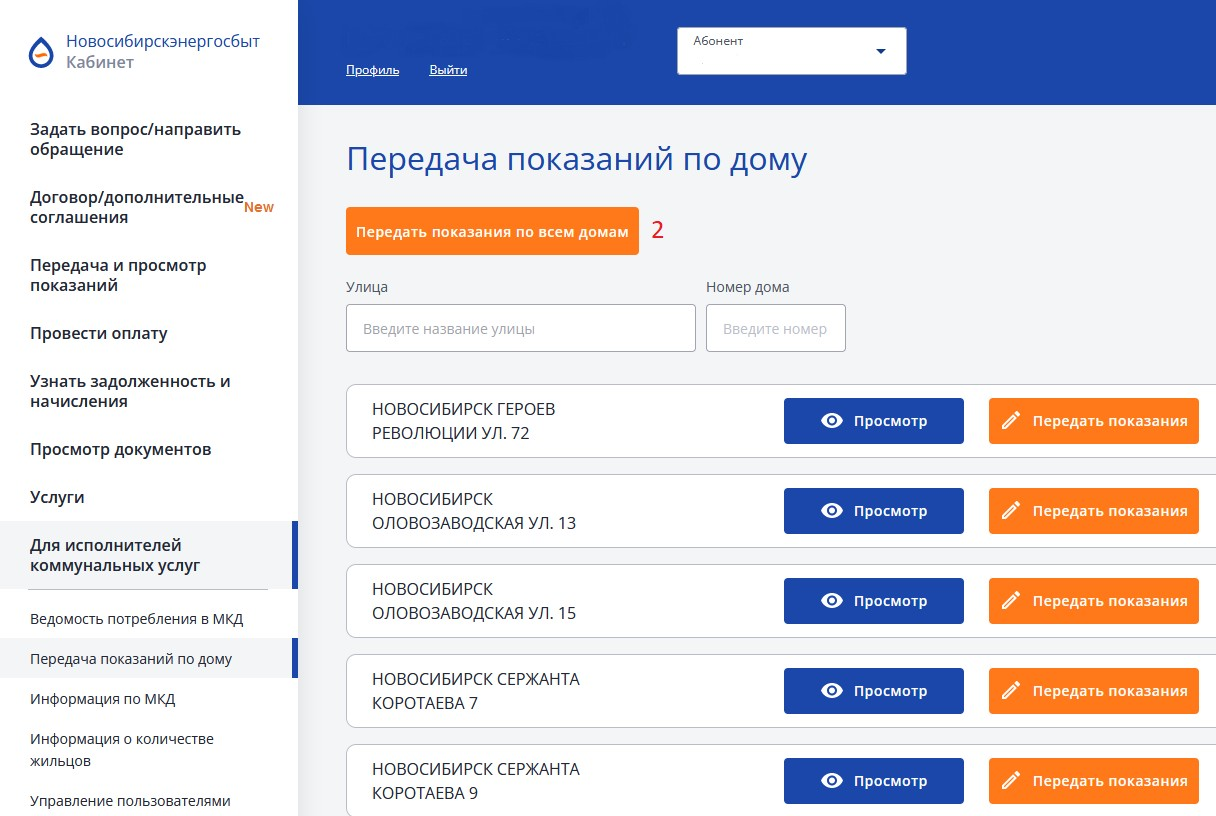 Новосибирскэнергосбыт
Кабинет
Профиль
Выйти
Абонент
Задать вопрос/направить
обращение
Договор/дополнительные
соглашения
New
Передача и просмотр
показаний
Провести оплату
Узнать задолженность и
начисления
Просмотр документов
Услуги
Для исполнителей
коммунальных услуг
Ведомость потребления в МКД
Передача показаний по дому
Информация по МКД
Информация о количестве
жильцов
Управление пользователями
Передача показаний по дому
Передать показания по всем домам
2
Улица
Номер дома
Введите название улицы
Введите номер
НОВОСИБИРСК ГЕРОЕВ
РЕВОЛЮЦИИ УЛ. 72
Просмотр
Передать показания
НОВОСИБИРСК
ОЛОВОЗАВОДСКАЯ УЛ. 13
Просмотр
Передать показания
НОВОСИБИРСК
ОЛОВОЗАВОДСКАЯ УЛ. 15
Просмотр
Передать показания
НОВОСИБИРСК СЕРЖАНТА
КОРОТАЕВА 7
Просмотр
Передать показания
НОВОСИБИРСК СЕРЖАНТА
КОРОТАЕВА 9
Просмотр
Передать показания